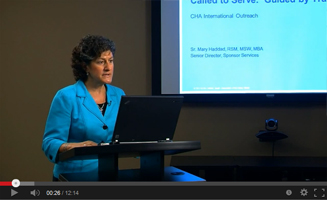 Called to Serve: Guided by Tru
CHA International Outreach
Sr. Mary Haddad, RSM, MSW, MBA
Senior Director, Sponsor Services
00:26 / 12:14